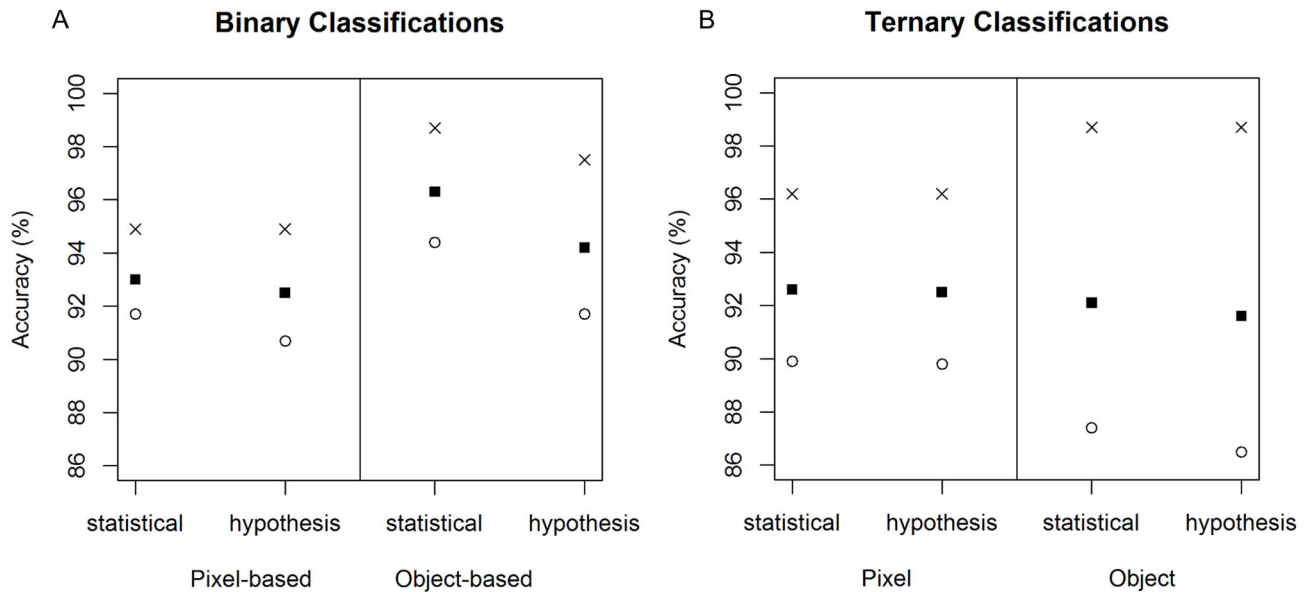 A
Binary Classifications
Accuracy (%)
100
98
96
94
92
90
88
86
statistical hypothesis statistical hypothesis
Pixel-based Object-based
B
Ternary Classifications
Accuracy (%)
100
98
96
94
92
90
88
86
statistical hypothesis statistical hypothesis
Pixel Object